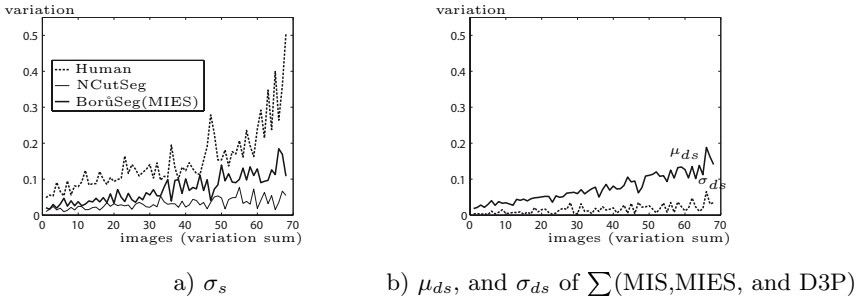 variation
0.5
0.4
0.3
0.2
0.1
0
Human
NCutSeg
BorůSeg(MIES)
0 10 20 30 40 50 60 70
images (variation sum)
a) σs
variation
0.5
0.4
0.3
0.2
0.1
0
μds
σds
0 10 20 30 40 50 60 70
images (variation sum)
b) μds, and σds of ∑(MIS,MIES, and D3P)